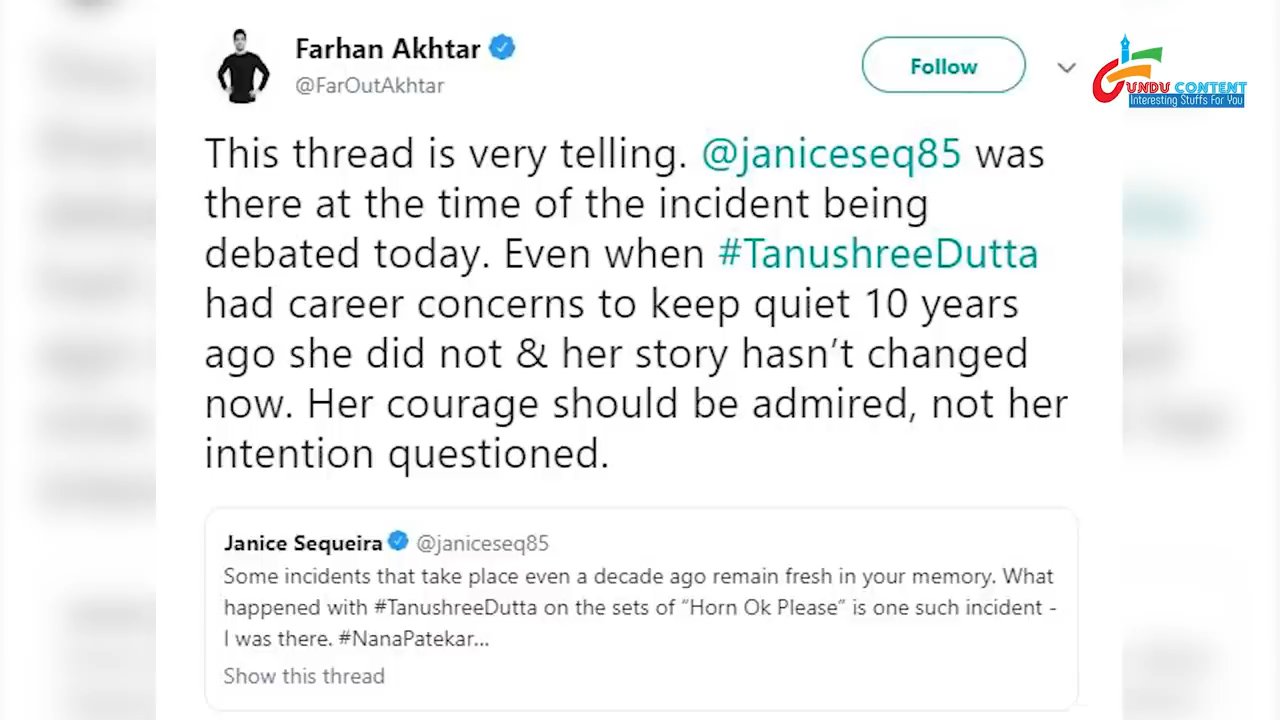 Farhan Akhtar
@FarOutAkhtar
Follow
GUNDU CONTENT
Interesting Stuffs For You
This thread is very telling. @janiceseq85 was
there at the time of the incident being
debated today. Even when #TanushreeDutta
had career concerns to keep quiet 10 years
ago she did not & her story hasn’t changed
now. Her courage should be admired, not her
intention questioned.
Janice Sequeira @janiceseq85
Some incidents that take place even a decade ago remain fresh in your memory. What
happened with #TanushreeDutta on the sets of “Horn Ok Please” is one such incident -
I was there. #NanaPatekar...
Show this thread